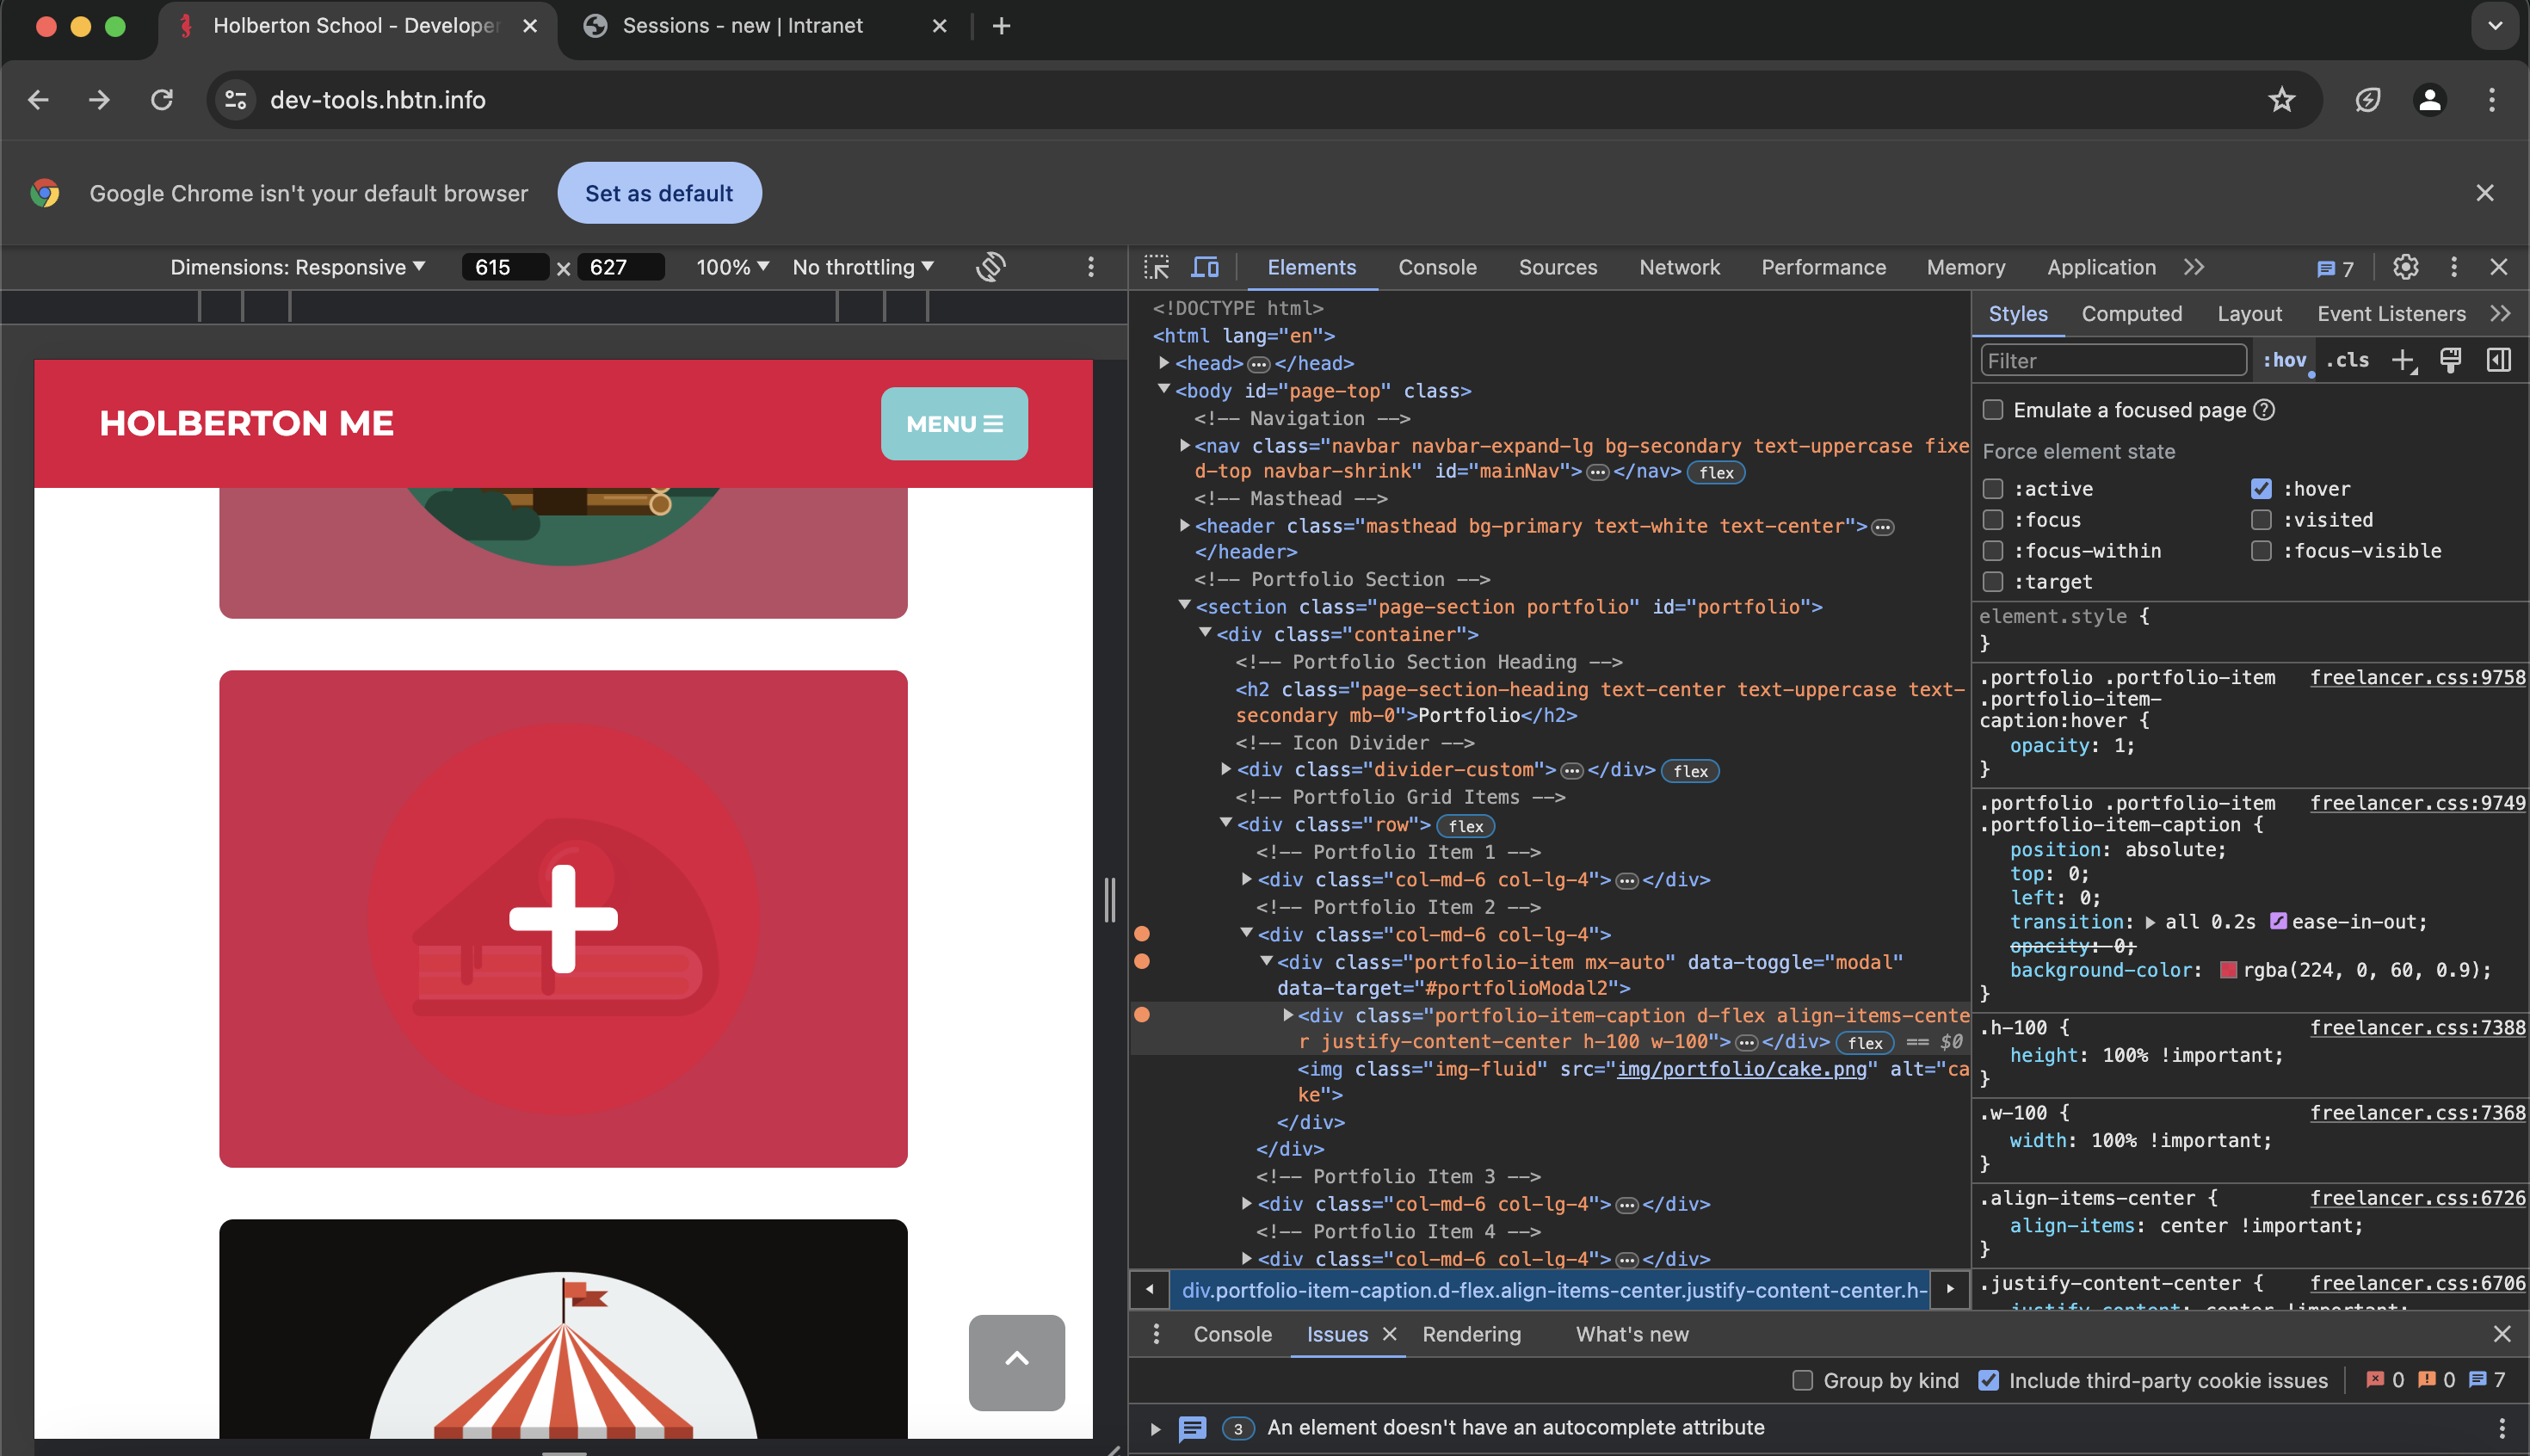 Holberton School - Developer
Sessions - new | Intranet
dev-tools.hbtn.info
Google Chrome isn't your default browser
Set as default
Dimensions: Responsive
615 × 627
100%
No throttling
Elements
Console
Sources
Network
Performance
Memory
Application
7
HOLBERTON ME
MENU
<!DOCTYPE html>
<html lang="en">
<head> ••• </head>
<body id="page-top" class>
<!-- Navigation -->
<nav class="navbar navbar-expand-lg bg-secondary text-uppercase fixe
d-top navbar-shrink" id="mainNav"> ••• </nav> flex
<!-- Masthead -->
<header class="masthead bg-primary text-white text-center"> •••
</header>
<!-- Portfolio Section -->
<section class="page-section portfolio" id="portfolio">
<div class="container">
<!-- Portfolio Section Heading -->
<h2 class="page-section-heading text-center text-uppercase text-
secondary mb-0">Portfolio</h2>
<!-- Icon Divider -->
<div class="divider-custom"> ••• </div> flex
<!-- Portfolio Grid Items -->
<div class="row"> flex
<!-- Portfolio Item 1 -->
<div class="col-md-6 col-lg-4"> ••• </div>
<!-- Portfolio Item 2 -->
<div class="col-md-6 col-lg-4">
<div class="portfolio-item mx-auto" data-toggle="modal"
data-target="#portfolioModal2">
<div class="portfolio-item-caption d-flex align-items-cente
r justify-content-center h-100 w-100"> ••• </div> flex == $0
<img class="img-fluid" src="img/portfolio/cake.png" alt="ca
ke">
</div>
</div>
<!-- Portfolio Item 3 -->
<div class="col-md-6 col-lg-4"> ••• </div>
<!-- Portfolio Item 4 -->
<div class="col-md-6 col-lg-4"> ••• </div>
div.portfolio-item-caption.d-flex.align-items-center.justify-content-center.h-
Styles
Computed
Layout
Event Listeners
Filter
:hov
.cls
Emulate a focused page
Force element state
:active
:hover
:focus
:visited
:focus-within
:focus-visible
:target
element.style {
}
.portfolio .portfolio-item freelancer.css:9758
.portfolio-item-
caption:hover {
opacity: 1;
}
.portfolio .portfolio-item freelancer.css:9749
.portfolio-item-caption {
position: absolute;
top: 0;
left: 0;
transition: all 0.2s ease-in-out;
opacity: 0;
background-color: rgba(224, 0, 60, 0.9);
}
.h-100 { freelancer.css:7388
height: 100% !important;
}
.w-100 { freelancer.css:7368
width: 100% !important;
}
.align-items-center { freelancer.css:6726
align-items: center !important;
}
.justify-content-center { freelancer.css:6706
justify-content: center !important;
Console
Issues
Rendering
What's new
Group by kind
Include third-party cookie issues
0
0
7
3 An element doesn't have an autocomplete attribute